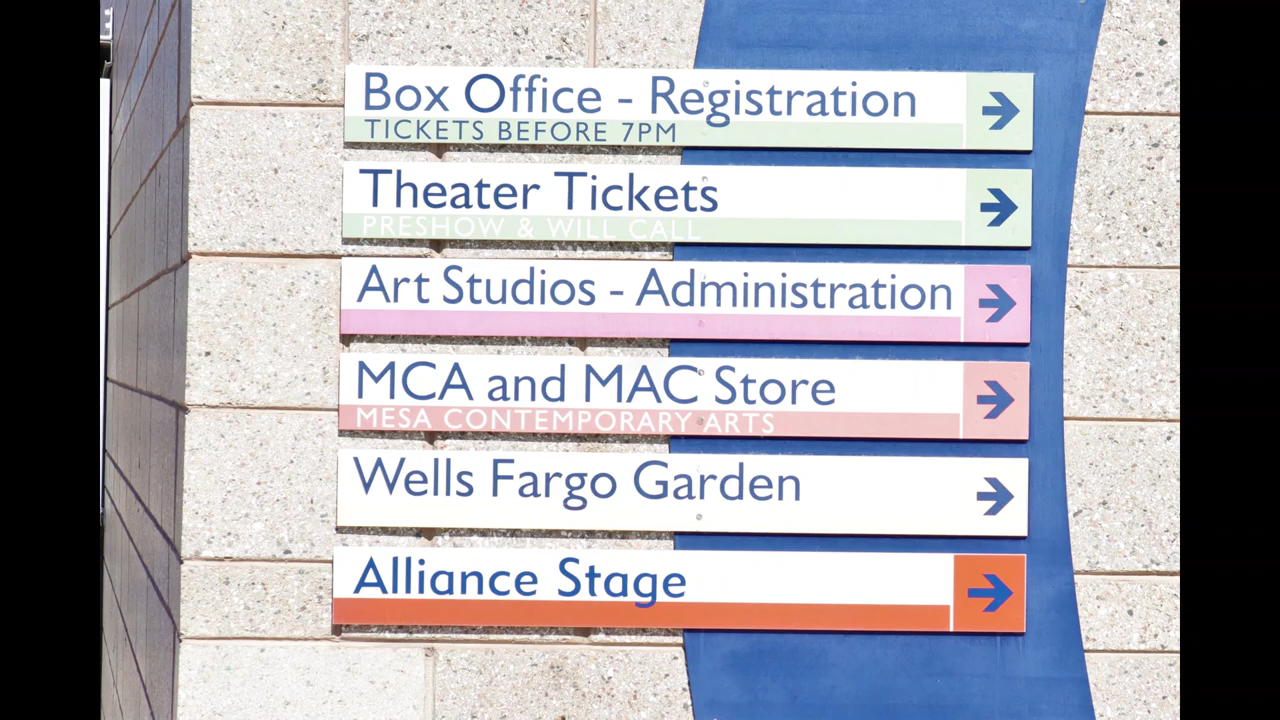 Box Office - Registration
TICKETS BEFORE 7PM
Theater Tickets
PRESHOW & WILL CALL
Art Studios - Administration
MCA and MAC Store
MESA CONTEMPORARY ARTS
Wells Fargo Garden
Alliance Stage